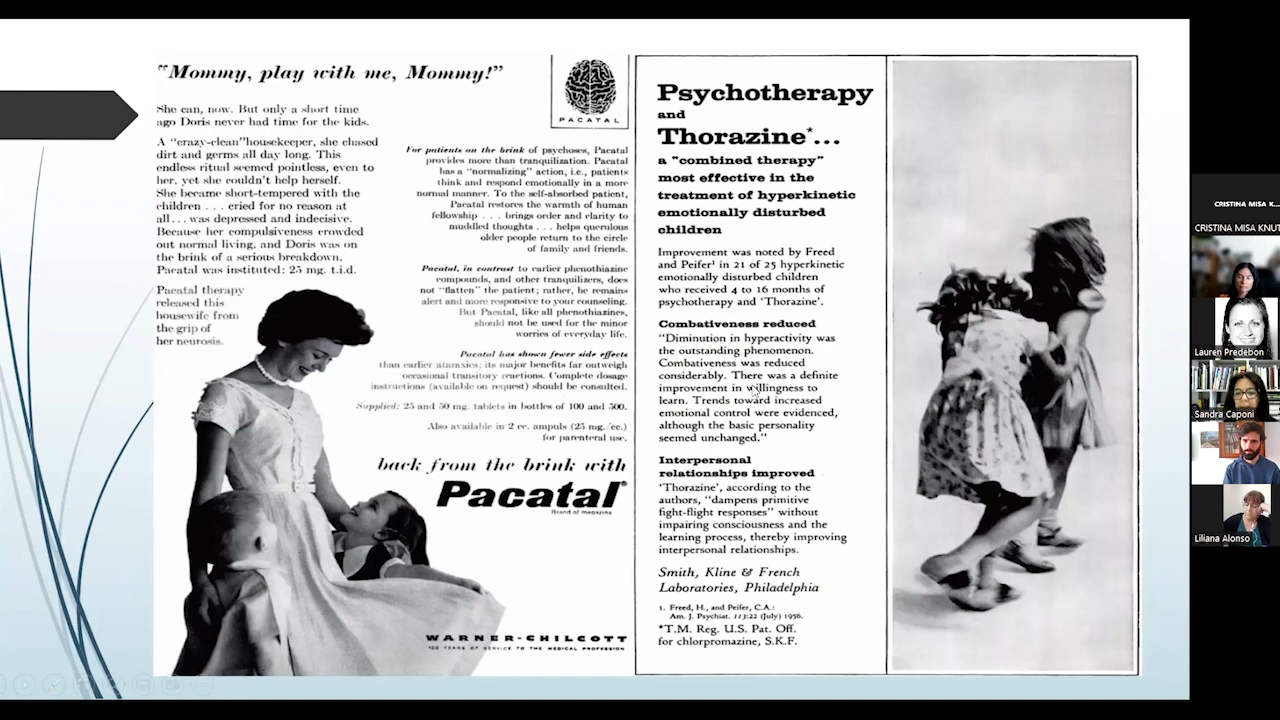 "Mommy, play with me, Mommy!"
She can, now. But only a short time
ago Doris never had time for the kids.
A "crazy-clean"housekeeper, she chased
dirt and germs all day long. This
endless ritual seemed pointless, even to
her, yet she couldn't help herself.
She became short-tempered with the
children . . . cried for no reason at
all . . . was depressed and indecisive.
Because her compulsiveness crowded
out normal living, and Doris was on
the brink of a serious breakdown,
Pacatal was instituted: 25 mg. t.i.d.
Pacatal therapy
released this
housewife from
the grip of
her neurosis.
PACATAL
For patients on the brink of psychoses, Pacatal
provides more than tranquilization. Pacatal
has a "normalizing" action, i.e., patients
think and respond emotionally in a more
normal manner. To the self-absorbed patient,
Pacatal restores the warmth of human
fellowship . . . brings order and clarity to
muddled thoughts . . . helps querulous
older people return to the circle
of family and friends.
Pacatal, in contrast to earlier phenothiazine
compounds, and other tranquilizers, does
not "flatten" the patient; rather, he remains
alert and more responsive to your counseling.
But Pacatal, like all phenothiazines,
should not be used for the minor
worries of everyday life.
Pacatal has shown fewer side effects
than earlier ataraxics; its major benefits far outweigh
occasional transitory reactions. Complete dosage
instructions (available on request) should be consulted.
Supplied: 25 and 50 mg. tablets in bottles of 100 and 500.
Also available in 2 cc. ampuls (25 mg./cc.)
for parenteral use.
back from the brink with
Pacatal®
Brand of mepazine
WARNER-CHILCOTT
100 YEARS OF SERVICE TO THE MEDICAL PROFESSION
Psychotherapy
and
Thorazine*...
a "combined therapy"
most effective in the
treatment of hyperkinetic
emotionally disturbed
children
Improvement was noted by Freed
and Peifer¹ in 21 of 25 hyperkinetic
emotionally disturbed children
who received 4 to 16 months of
psychotherapy and 'Thorazine'.
Combativeness reduced
"Diminution in hyperactivity was
the outstanding phenomenon.
Combativeness was reduced
considerably. There was a definite
improvement in willingness to
learn. Trends toward increased
emotional control were evidenced,
although the basic personality
seemed unchanged."
Interpersonal
relationships improved
'Thorazine', according to the
authors, "dampens primitive
fight-flight responses" without
impairing consciousness and the
learning process, thereby improving
interpersonal relationships.
Smith, Kline & French
Laboratories, Philadelphia
1. Freed, H., and Peifer, C.A.:
Am. J. Psychiat. 113:22 (July) 1956.
*T.M. Reg. U.S. Pat. Off.
for chlorpromazine, S.K.F.
CRISTINA MISA K...
CRISTINA MISA KNUT
Lauren Predebon
Sandra Caponi
Liliana Alonso